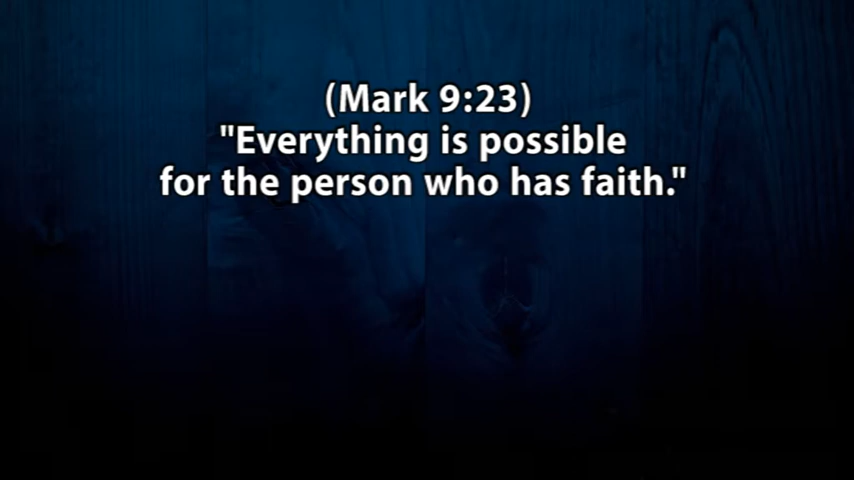 (Mark 9:23)
"Everything is possible
for the person who has faith."